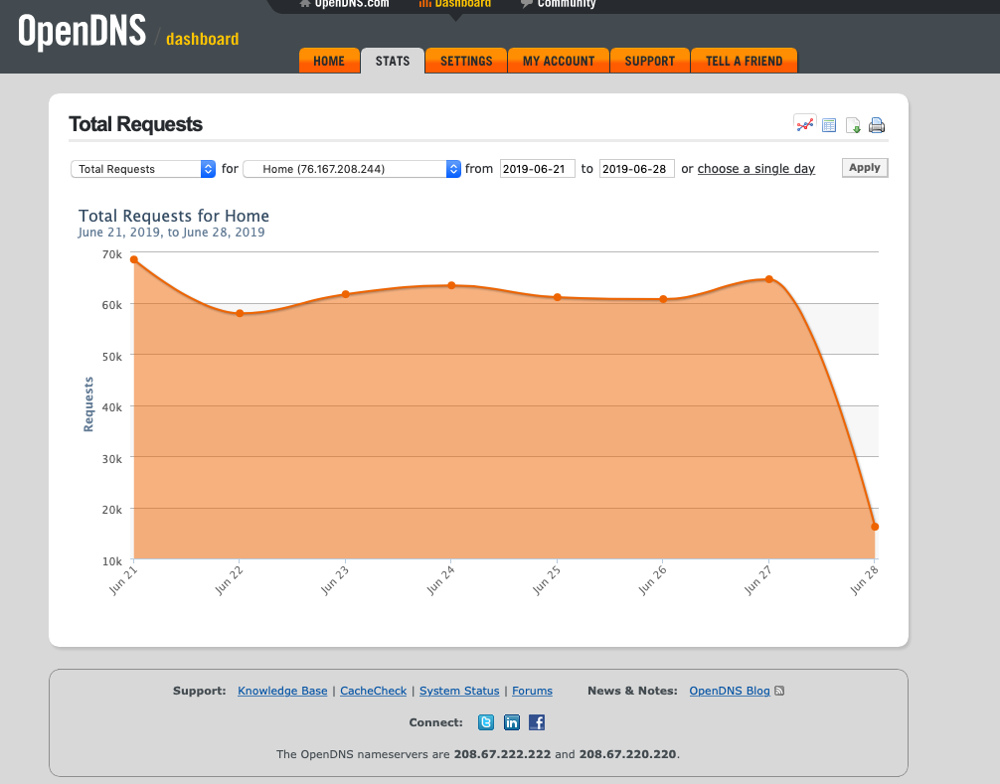 OpenDNS.com Dashboard Community
OpenDNS / dashboard
HOME STATS SETTINGS MY ACCOUNT SUPPORT TELL A FRIEND
Total Requests
Total Requests for Home (76.167.208.244) from 2019-06-21 to 2019-06-28 or choose a single day Apply
Total Requests for Home
June 21, 2019, to June 28, 2019
70k
60k
50k
40k
30k
20k
10k
Requests
Jun 21 Jun 22 Jun 23 Jun 24 Jun 25 Jun 26 Jun 27 Jun 28
Support: Knowledge Base | CacheCheck | System Status | Forums News & Notes: OpenDNS Blog
Connect:
The OpenDNS nameservers are 208.67.222.222 and 208.67.220.220.